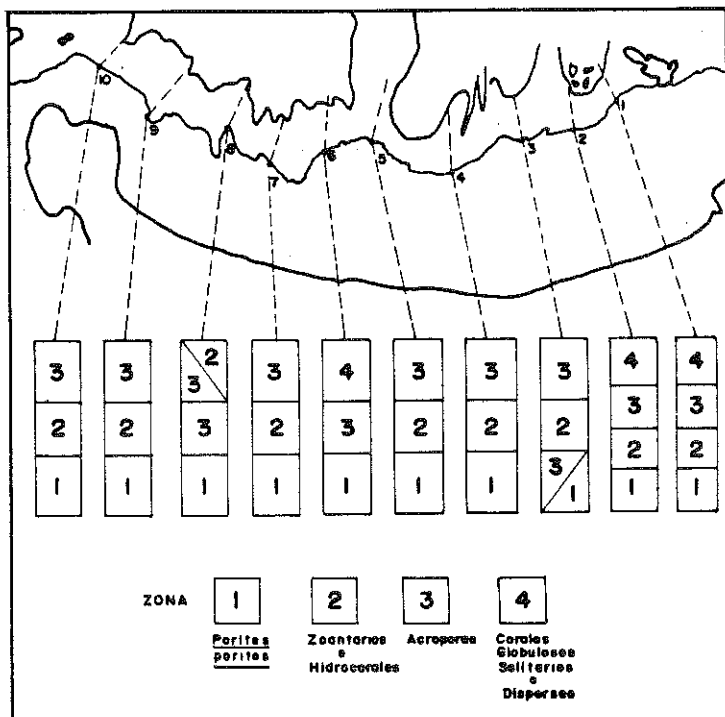 10
9
8
7
6
5
4
3
2
1
3 3 2 3 3 4 3 3 3 4 4
2 2 3 2 3 2 2 2 3 3
2 2
1 1 1 1 1 1 1 3 1 1 1
ZONA 1 2 3 4
Porites
porites
Zoantarios
e
Hidrocorales
Acroporas
Corales
Globulosos
Solitarios
o
Dispersos